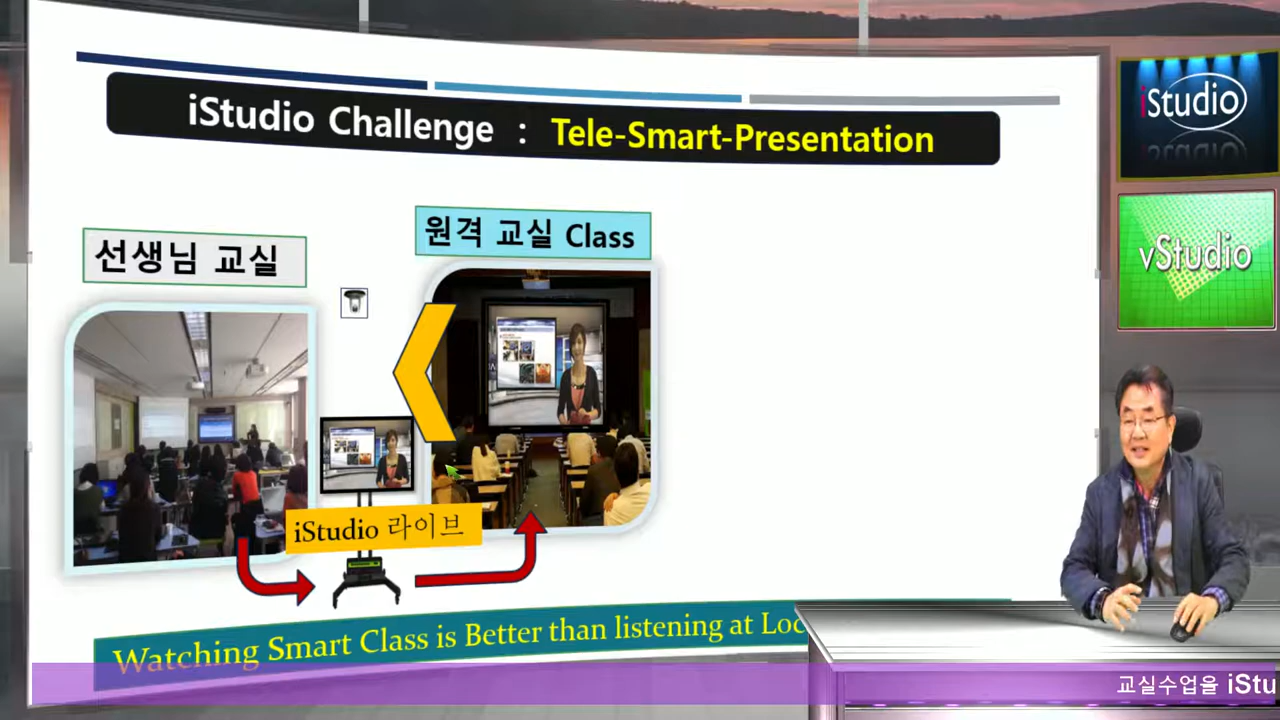 iStudio Challenge : Tele-Smart-Presentation
iStudio
vStudio
선생님 교실
원격 교실 Class
iStudio 라이브
Watching Smart Class is Better than listening at Loc
교실수업을 iStu